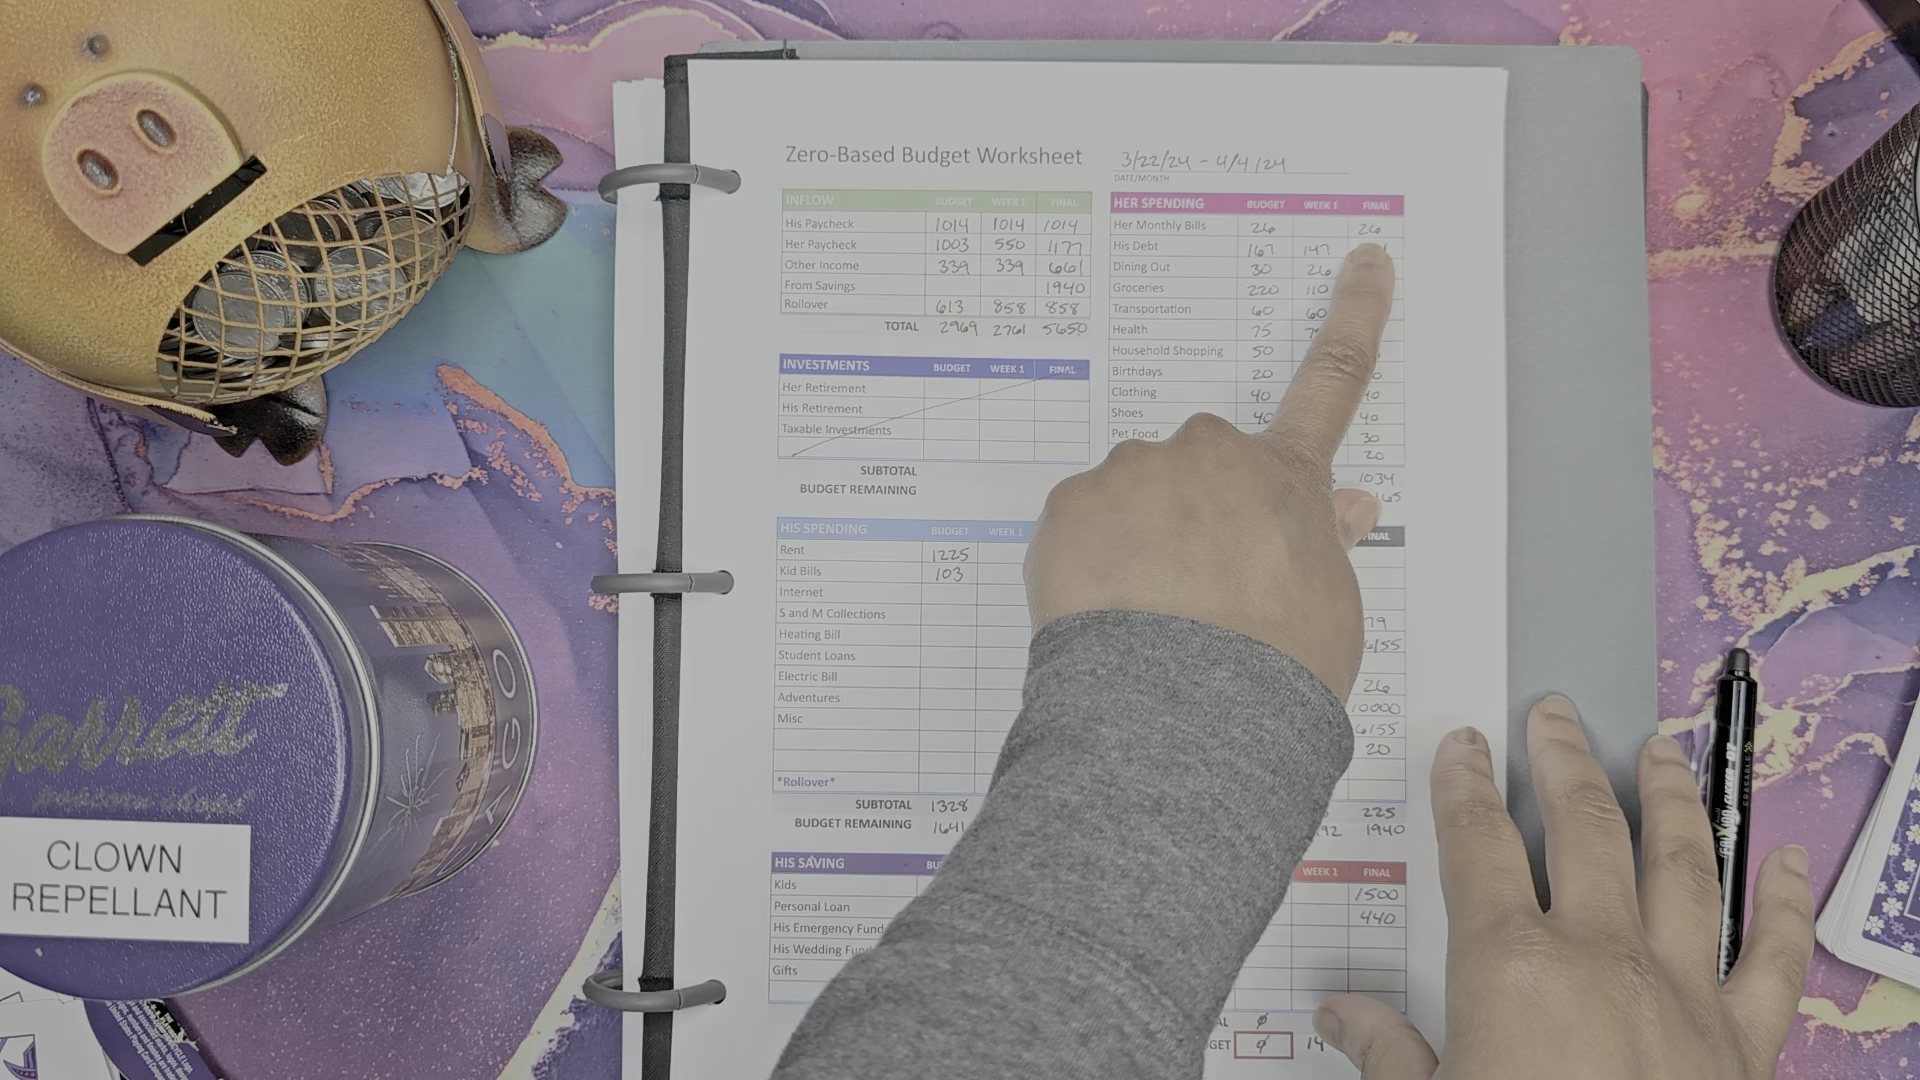 Zero-Based Budget Worksheet
3/22/24 - 4/4/24
DATE/MONTH
INFLOW BUDGET WEEK 1 FINAL
His Paycheck 1014 1014 1014
Her Paycheck 1003 550 1177
Other Income 339 339 661
From Savings 1940
Rollover 613 858 858
TOTAL 2969 2761 5650
INVESTMENTS BUDGET WEEK 1 FINAL
Her Retirement
His Retirement
Taxable Investments
SUBTOTAL
BUDGET REMAINING
HIS SPENDING BUDGET WEEK 1
Rent 1225
Kid Bills 103
Internet
S and M Collections
Heating Bill
Student Loans
Electric Bill
Adventures
Misc
*Rollover*
SUBTOTAL 1328
BUDGET REMAINING 1641
HIS SAVING
Kids
Personal Loan
His Emergency Fund
His Wedding Fund
Gifts
HER SPENDING BUDGET WEEK 1 FINAL
Her Monthly Bills 26 26
His Debt 167 147
Dining Out 30 26
Groceries 220 110
Transportation 60 60
Health 75
Household Shopping 50
Birthdays 20
Clothing 40
Shoes 40 40
Pet Food 30
20
1034
FINAL
26
10000
20
225
1940
WEEK 1 FINAL
1500
440
Garrett
popcorn shops
CLOWN
REPELLANT